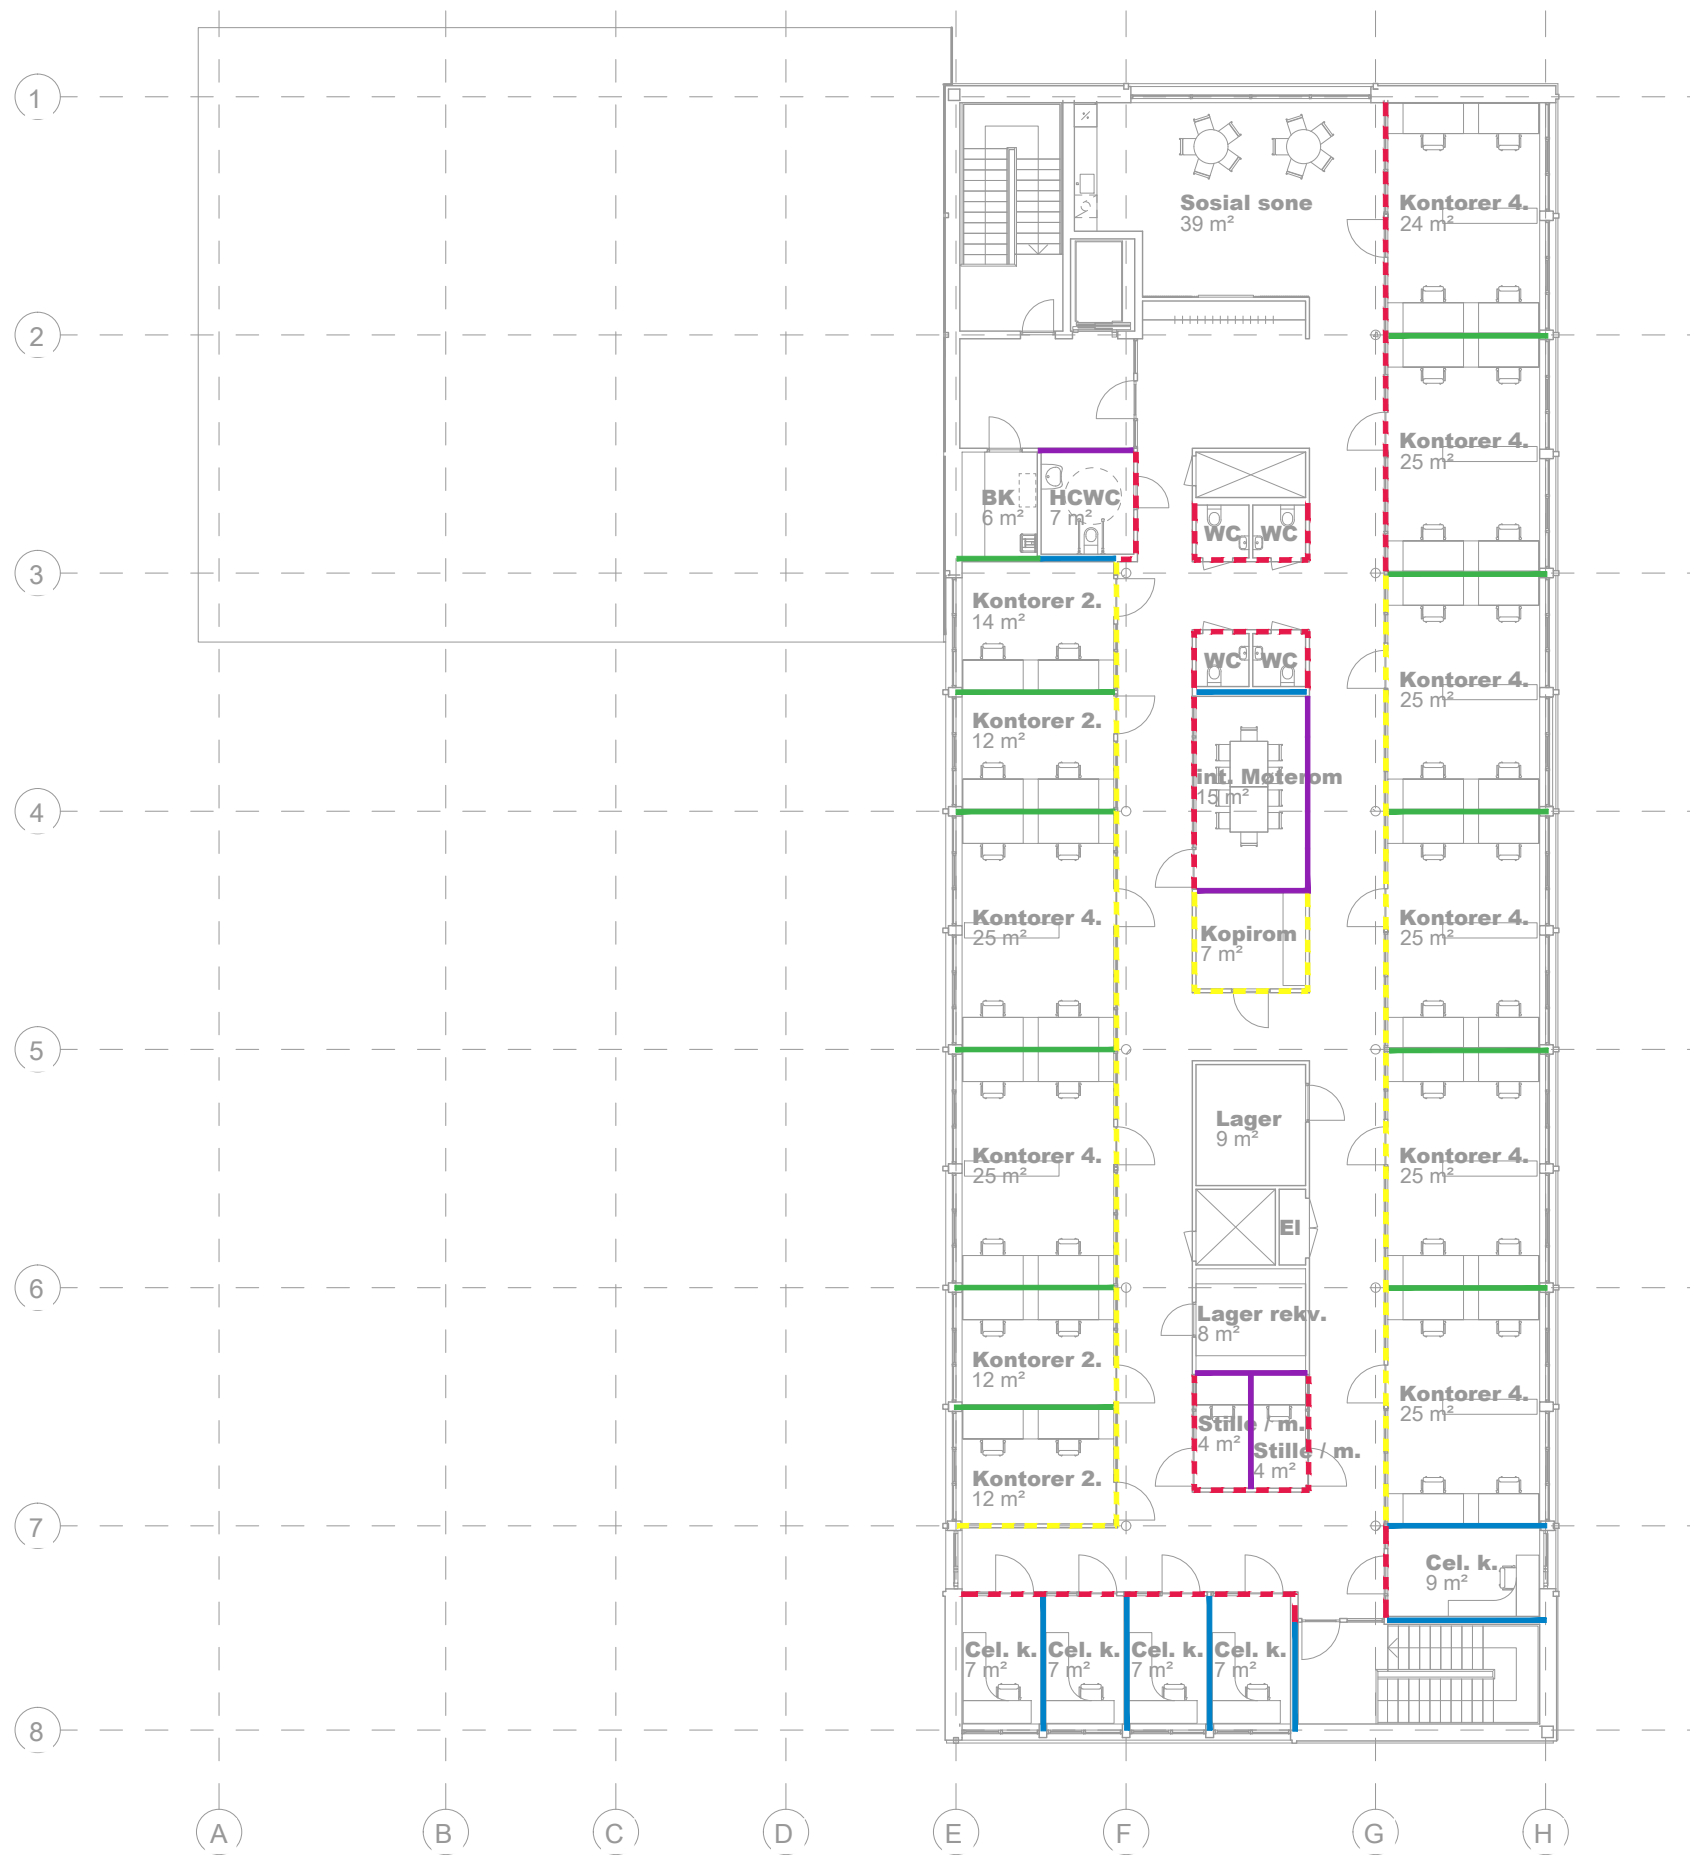 1
Sosial sone
39 m²
Kontorer 4.
24 m²
2
Kontorer 4.
25 m²
BK
6 m²
HCWC
7 m²
WC
WC
3
Kontorer 2.
14 m²
WC
WC
Kontorer 4.
25 m²
Kontorer 2.
12 m²
int. Møterom
15 m²
4
Kontorer 4.
25 m²
Kopirom
7 m²
Kontorer 4.
25 m²
5
Lager
9 m²
Kontorer 4.
25 m²
Kontorer 4.
25 m²
El
6
Lager rekv.
8 m²
Kontorer 2.
12 m²
Kontorer 4.
25 m²
Stille / m.
4 m²
Stille / m.
4 m²
Kontorer 2.
12 m²
7
Cel. k.
9 m²
Cel. k.
7 m²
Cel. k.
7 m²
Cel. k.
7 m²
Cel. k.
7 m²
8
A
B
C
D
E
F
G
H